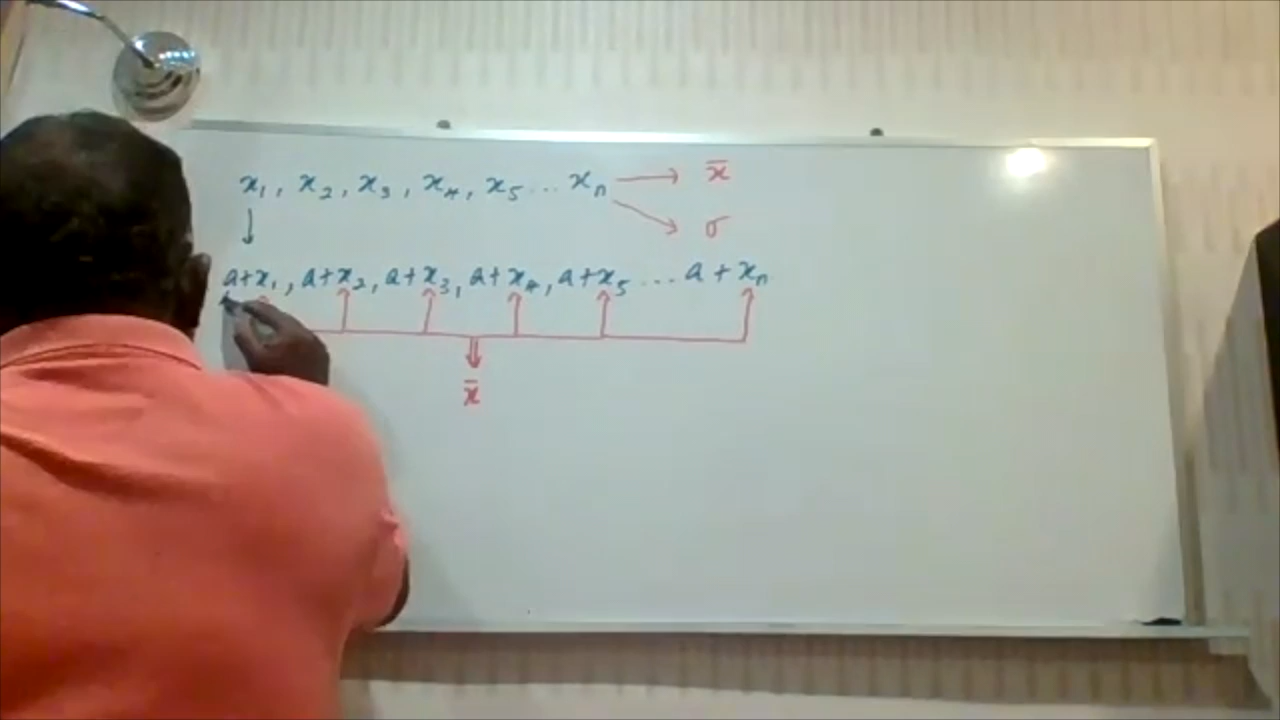 x₁, x₂, x₃, x₄, x₅ ... xₙ → x̄
↓ ↘ σ
a+x₁, a+x₂, a+x₃, a+x₄, a+x₅ ... a+xₙ
x̄